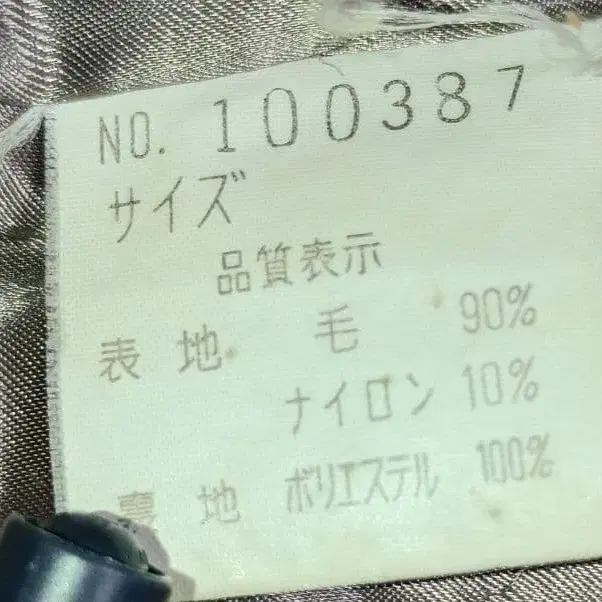 NO. 100387
サイズ
品質表示
表地 毛 90%
ナイロン 10%
裏地 ポリエステル 100%